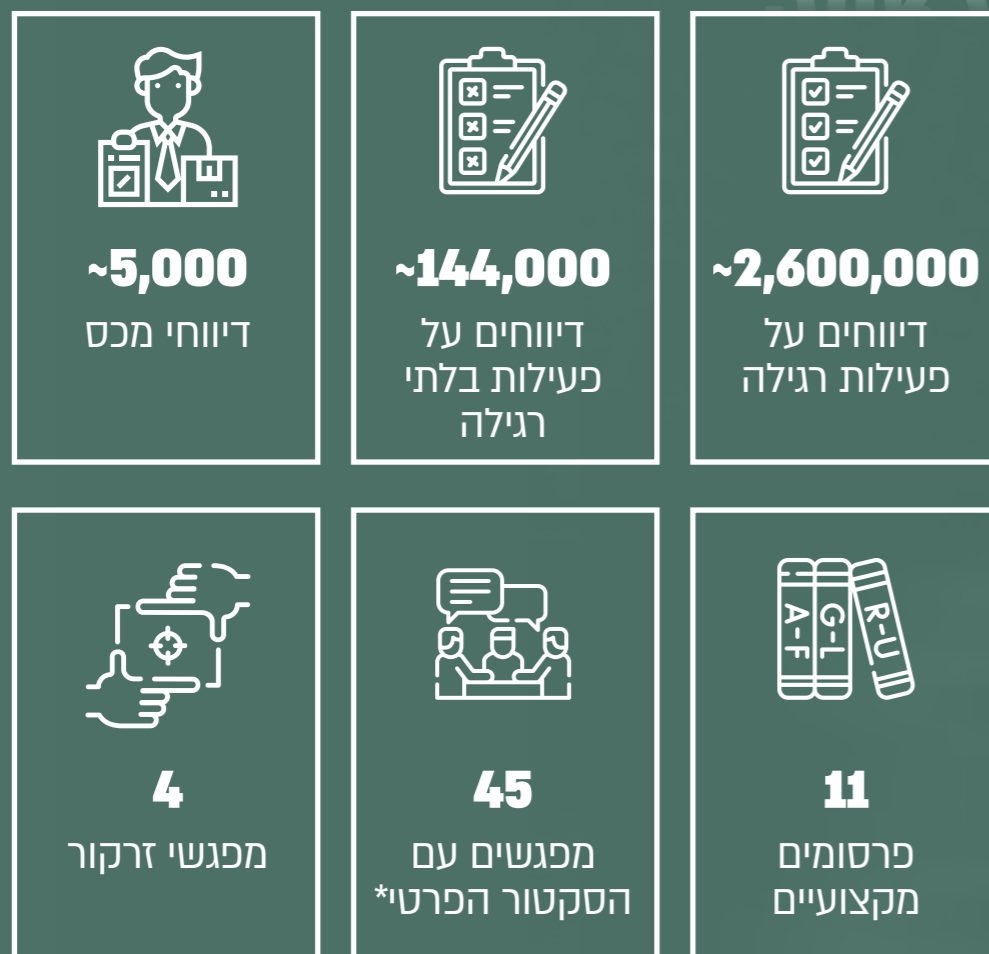 ~2,600,000
דיווחים על
פעילות רגילה
~144,000
דיווחים על
פעילות בלתי
רגילה
~5,000
דיווחי מכס
A-F
G-L
R-U
11
פרסומים
מקצועיים
45
מפגשים עם
הסקטור הפרטי*
4
מפגשי זרקור